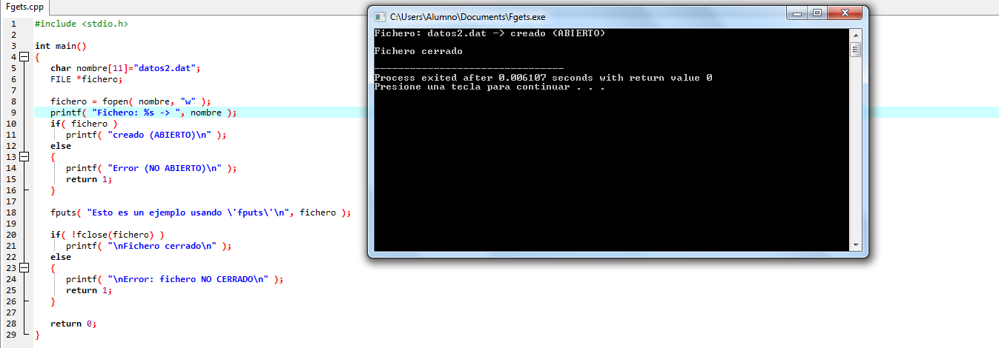 Fgets.cpp
1 #include <stdio.h>
2
3 int main()
4 {
5 char nombre[11]="datos2.dat";
6 FILE *fichero;
7
8 fichero = fopen( nombre, "w" );
9 printf( "Fichero: %s -> ", nombre );
10 if( fichero )
11 printf( "creado (ABIERTO)\n" );
12 else
13 {
14 printf( "Error (NO ABIERTO)\n" );
15 return 1;
16 }
17
18 fputs( "Esto es un ejemplo usando \'fputs\'\n", fichero );
19
20 if( !fclose(fichero) )
21 printf( "\nFichero cerrado\n" );
22 else
23 {
24 printf( "\nError: fichero NO CERRADO\n" );
25 return 1;
26 }
27
28 return 0;
29 }
C:\Users\Alumno\Documents\Fgets.exe
Fichero: datos2.dat -> creado (ABIERTO)
Fichero cerrado
--------------------------------
Process exited after 0.006107 seconds with return value 0
Presione una tecla para continuar . . .